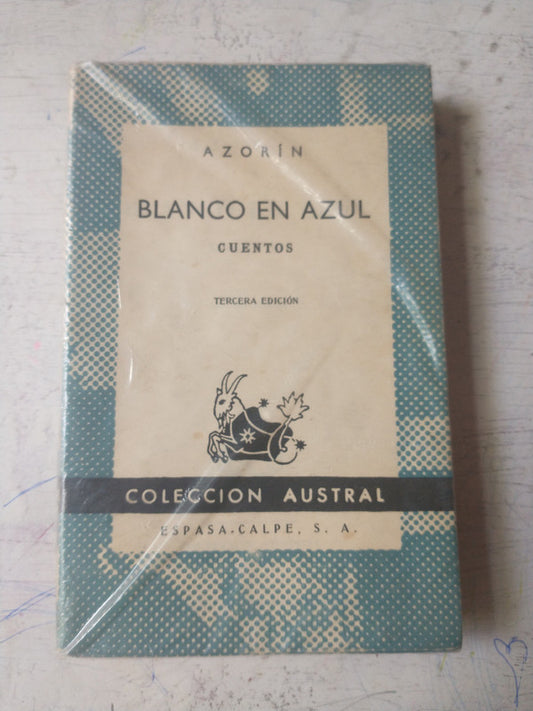 AZORÍN
BLANCO EN AZUL
CUENTOS
TERCERA EDICIÓN
COLECCION AUSTRAL
ESPASA-CALPE, S. A.